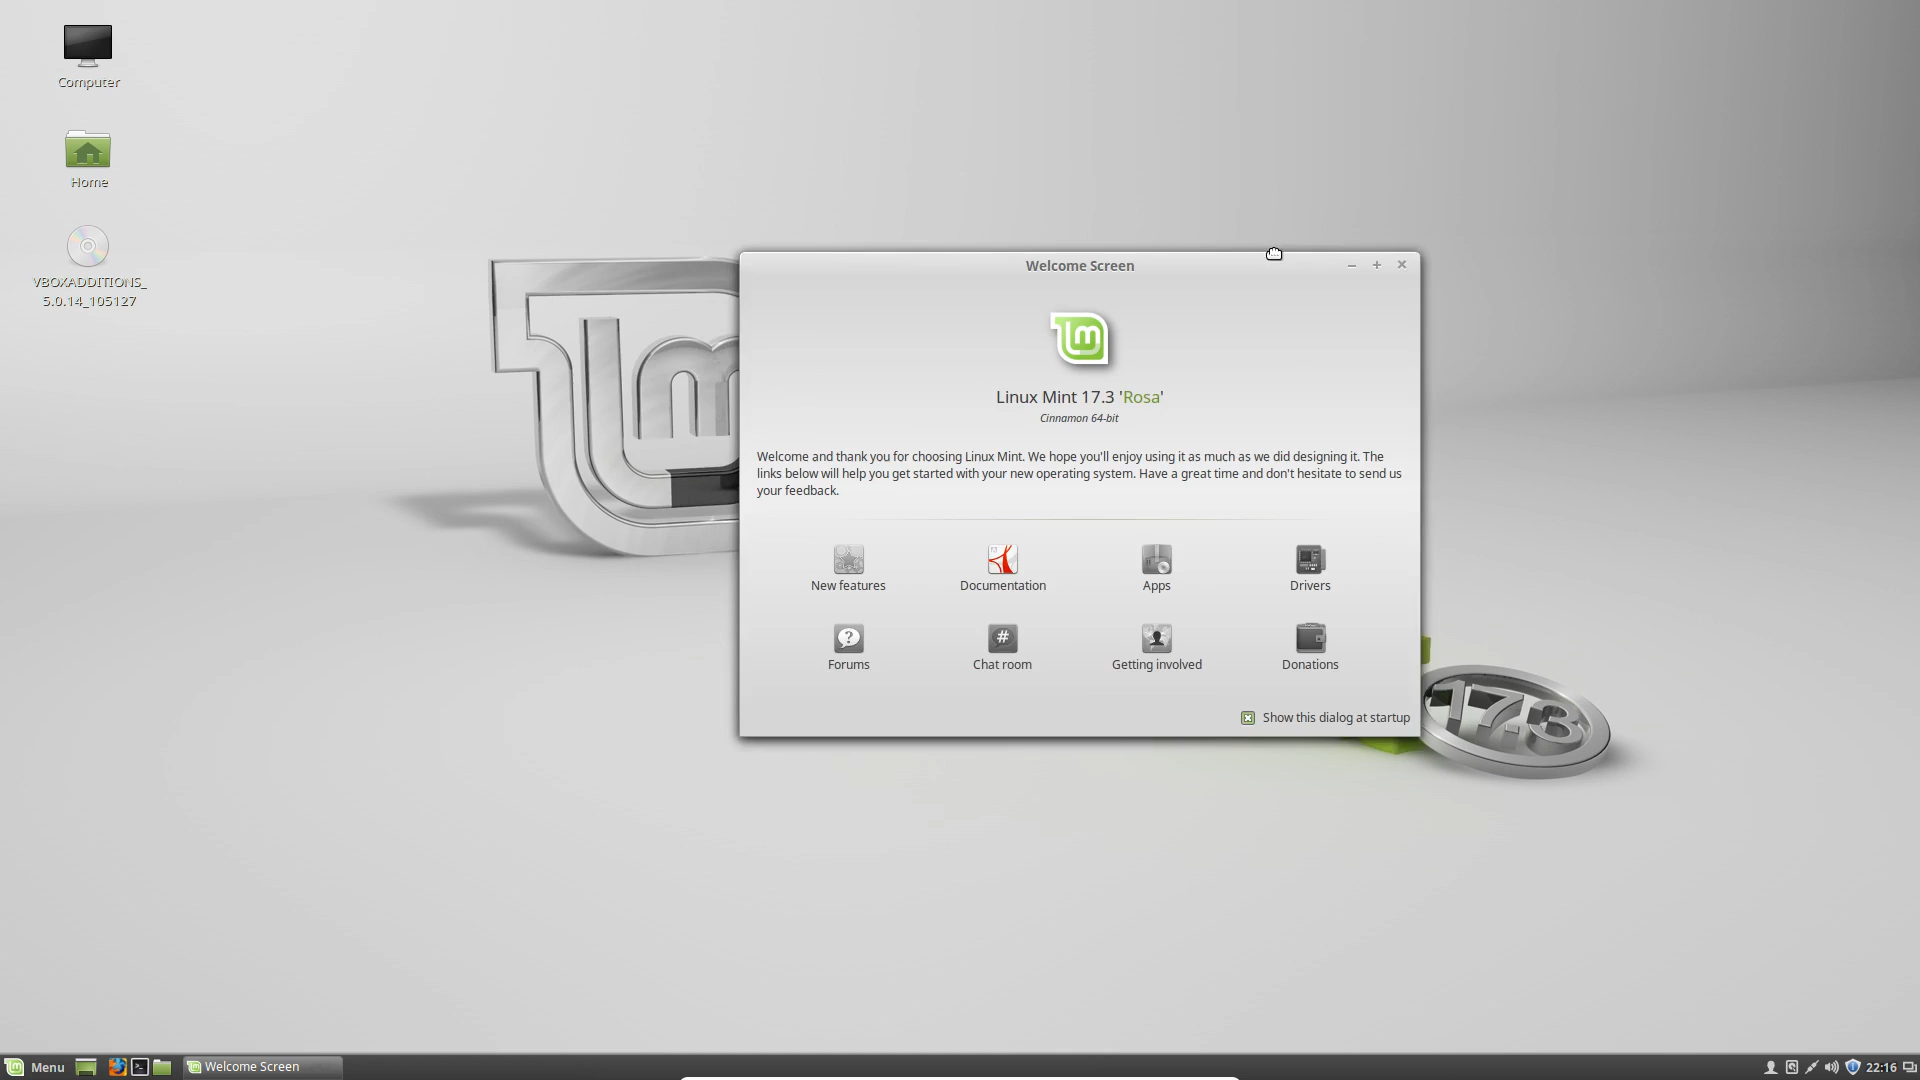 Computer
Home
VBOXADDITIONS_
5.0.14_105127
Welcome Screen
Linux Mint 17.3 'Rosa'
Cinnamon 64-bit
Welcome and thank you for choosing Linux Mint. We hope you'll enjoy using it as much as we did designing it. The
links below will help you get started with your new operating system. Have a great time and don't hesitate to send us
your feedback.
New features
Documentation
Apps
Drivers
Forums
Chat room
Getting involved
Donations
Show this dialog at startup
17.3
Menu
Welcome Screen
22:16